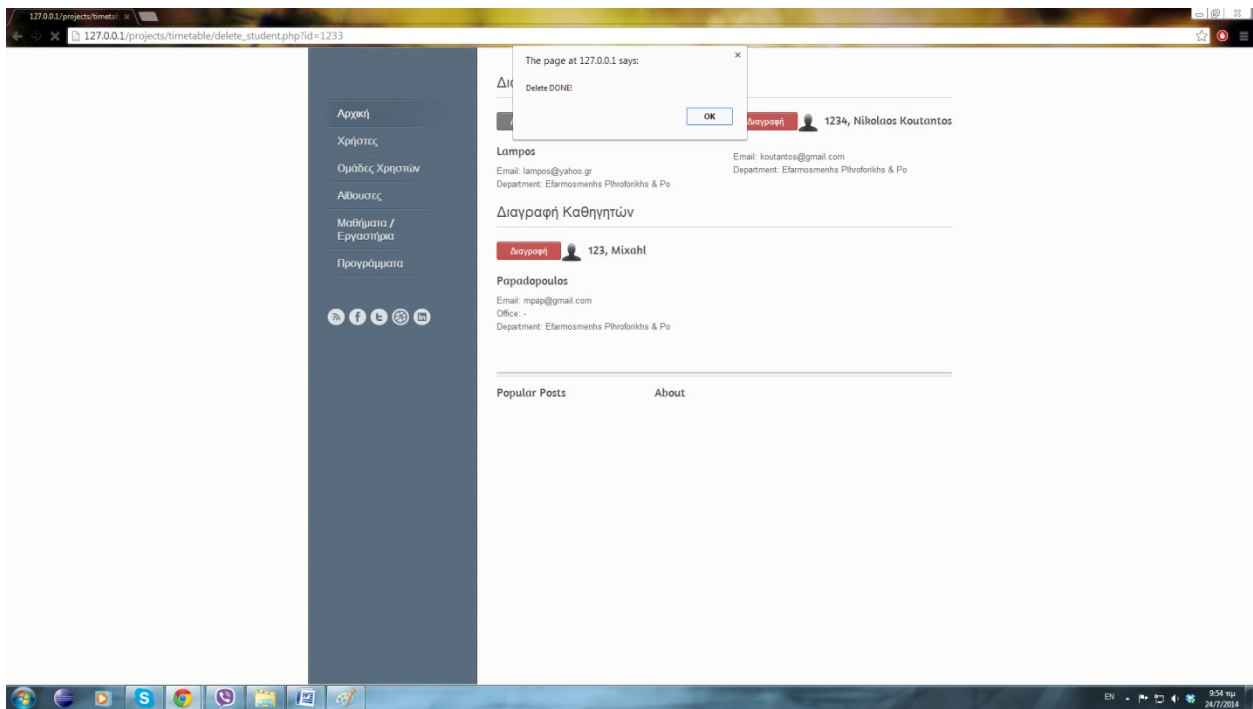 127.0.0.1/projects/timetal
127.0.0.1/projects/timetable/delete_student.php?id=1233
The page at 127.0.0.1 says:
Delete DONE!
OK
Αρχική
Χρήστες
Ομάδες Χρηστών
Αίθουσες
Μαθήματα /
Εργαστήρια
Προγράμματα
Διαγραφή
1234, Nikolaos Koutantos
Lampos
Email: lampos@yahoo.gr
Department: Efarmosmenhs Plhroforikhs & Po
Email: koutantos@gmail.com
Department: Efarmosmenhs Plhroforikhs & Po
Διαγραφή Καθηγητών
Διαγραφή
123, Mixahl
Papadopoulos
Email: mpap@gmail.com
Office: -
Department: Efarmosmenhs Plhroforikhs & Po
Popular Posts
About
EN
9:54 πμ
24/7/2014